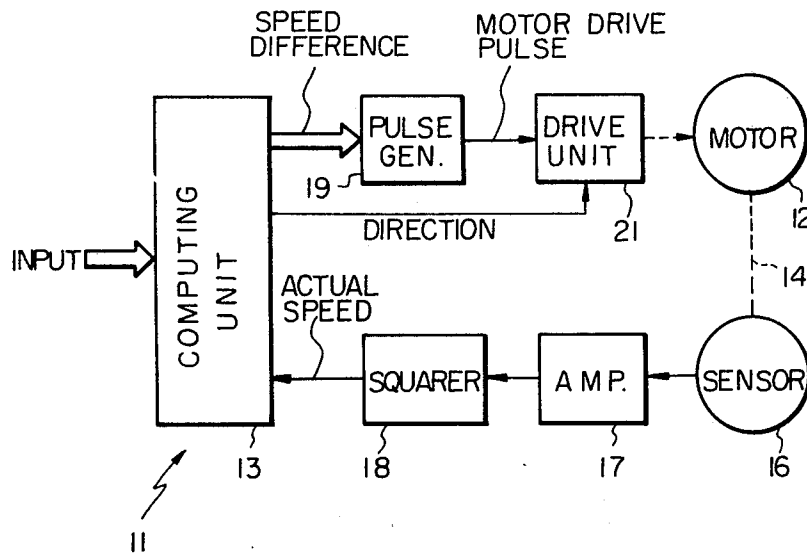 SPEED
DIFFERENCE
MOTOR DRIVE
PULSE
PULSE
GEN.
19
DRIVE
UNIT
21
MOTOR
12
DIRECTION
INPUT
COMPUTING
UNIT
13
14
ACTUAL
SPEED
SQUARER
18
AMP.
17
SENSOR
16
11